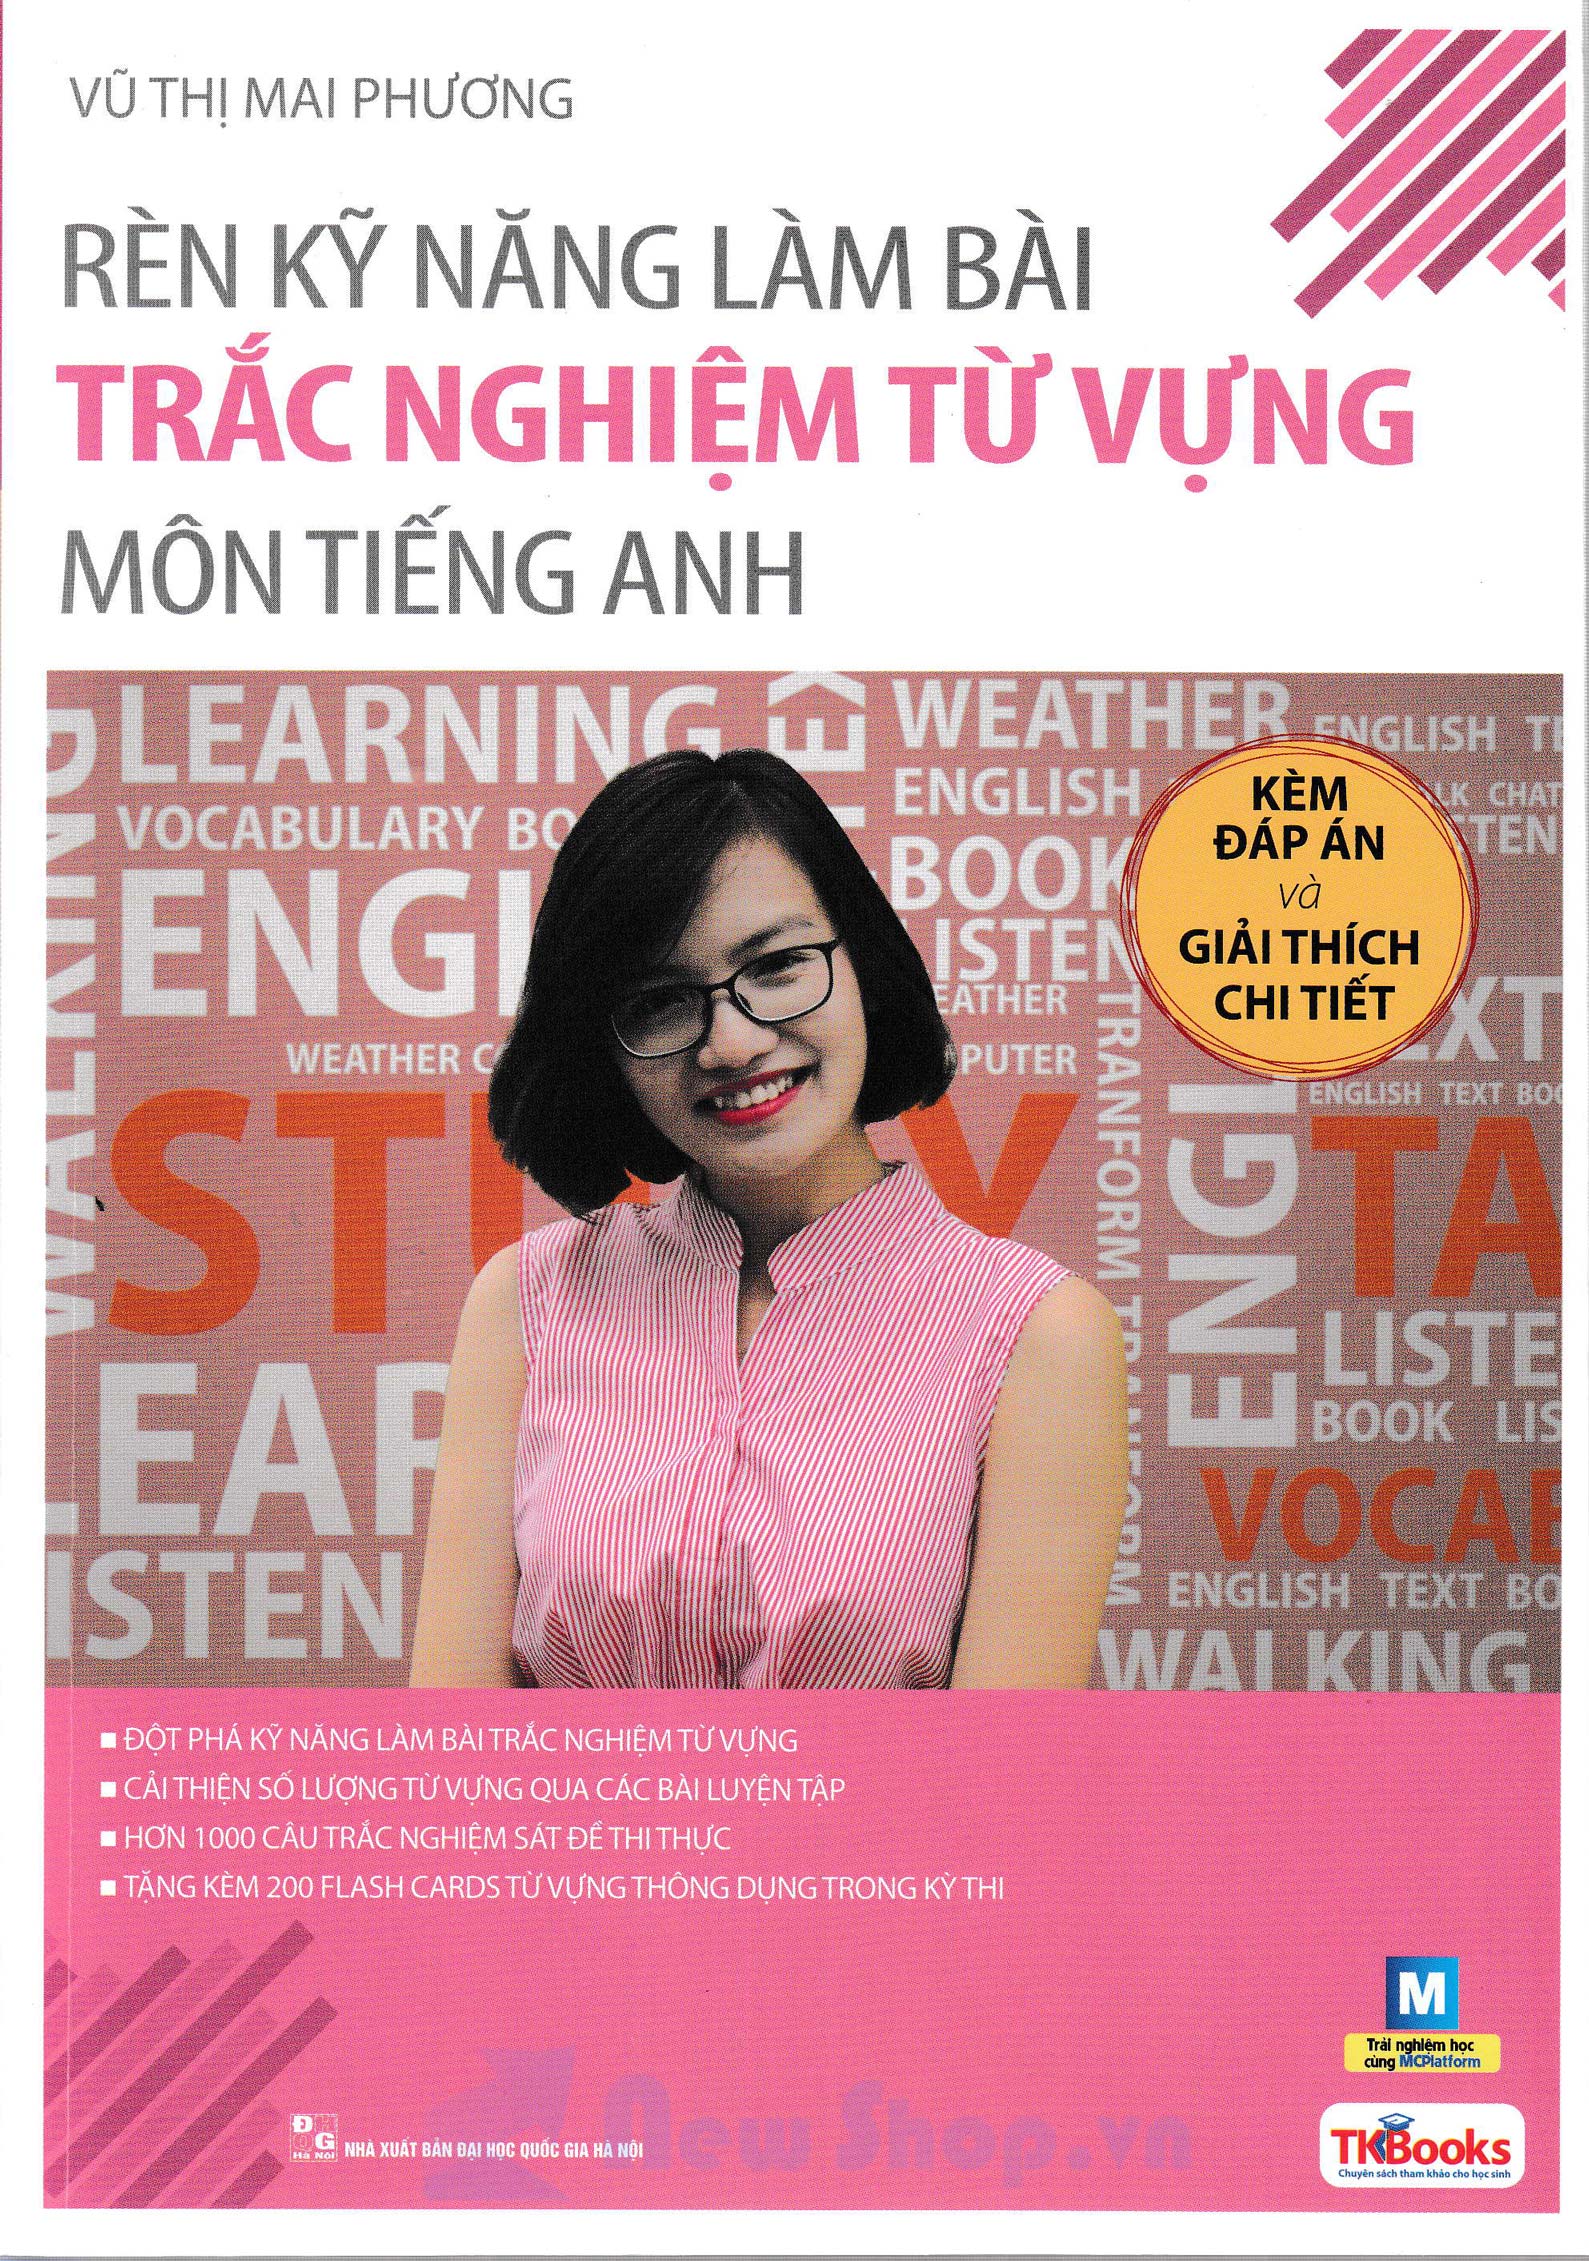 VŨ THỊ MAI PHƯƠNG
RÈN KỸ NĂNG LÀM BÀI
TRẮC NGHIỆM TỪ VỰNG
MÔN TIẾNG ANH
LEARNING
WEATHER
ENGLISH
VOCABULARY
ENGLISH
BOOK
WEATHER
WEATHER
STUDY
TRANFORM
ENGLISH TEXT
LISTEN
BOOK
ENGLISH TEXT
WALKING
WALKING
KÈM
ĐÁP ÁN
và
GIẢI THÍCH
CHI TIẾT
▪ ĐỘT PHÁ KỸ NĂNG LÀM BÀI TRẮC NGHIỆM TỪ VỰNG
▪ CẢI THIỆN SỐ LƯỢNG TỪ VỰNG QUA CÁC BÀI LUYỆN TẬP
▪ HƠN 1000 CÂU TRẮC NGHIỆM SÁT ĐỀ THI THỰC
▪ TẶNG KÈM 200 FLASH CARDS TỪ VỰNG THÔNG DỤNG TRONG KỲ THI
M
Trải nghiệm học
cùng MCPlatform
NHÀ XUẤT BẢN ĐẠI HỌC QUỐC GIA HÀ NỘI
TKBooks
Chuyên sách tham khảo cho học sinh